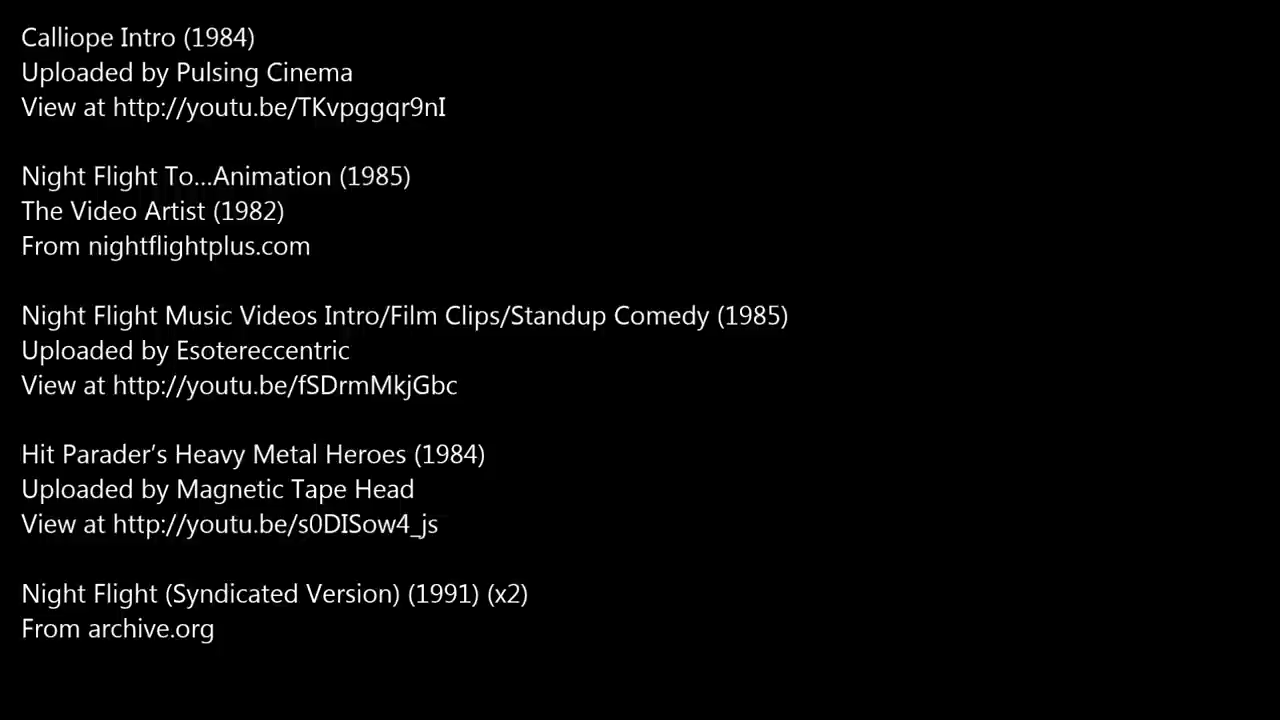 Calliope Intro (1984)
Uploaded by Pulsing Cinema
View at http://youtu.be/TKvpggqr9nI
Night Flight To...Animation (1985)
The Video Artist (1982)
From nightflightplus.com
Night Flight Music Videos Intro/Film Clips/Standup Comedy (1985)
Uploaded by Esotereccentric
View at http://youtu.be/fSDrmMkjGbc
Hit Parader’s Heavy Metal Heroes (1984)
Uploaded by Magnetic Tape Head
View at http://youtu.be/s0DISow4_js
Night Flight (Syndicated Version) (1991) (x2)
From archive.org